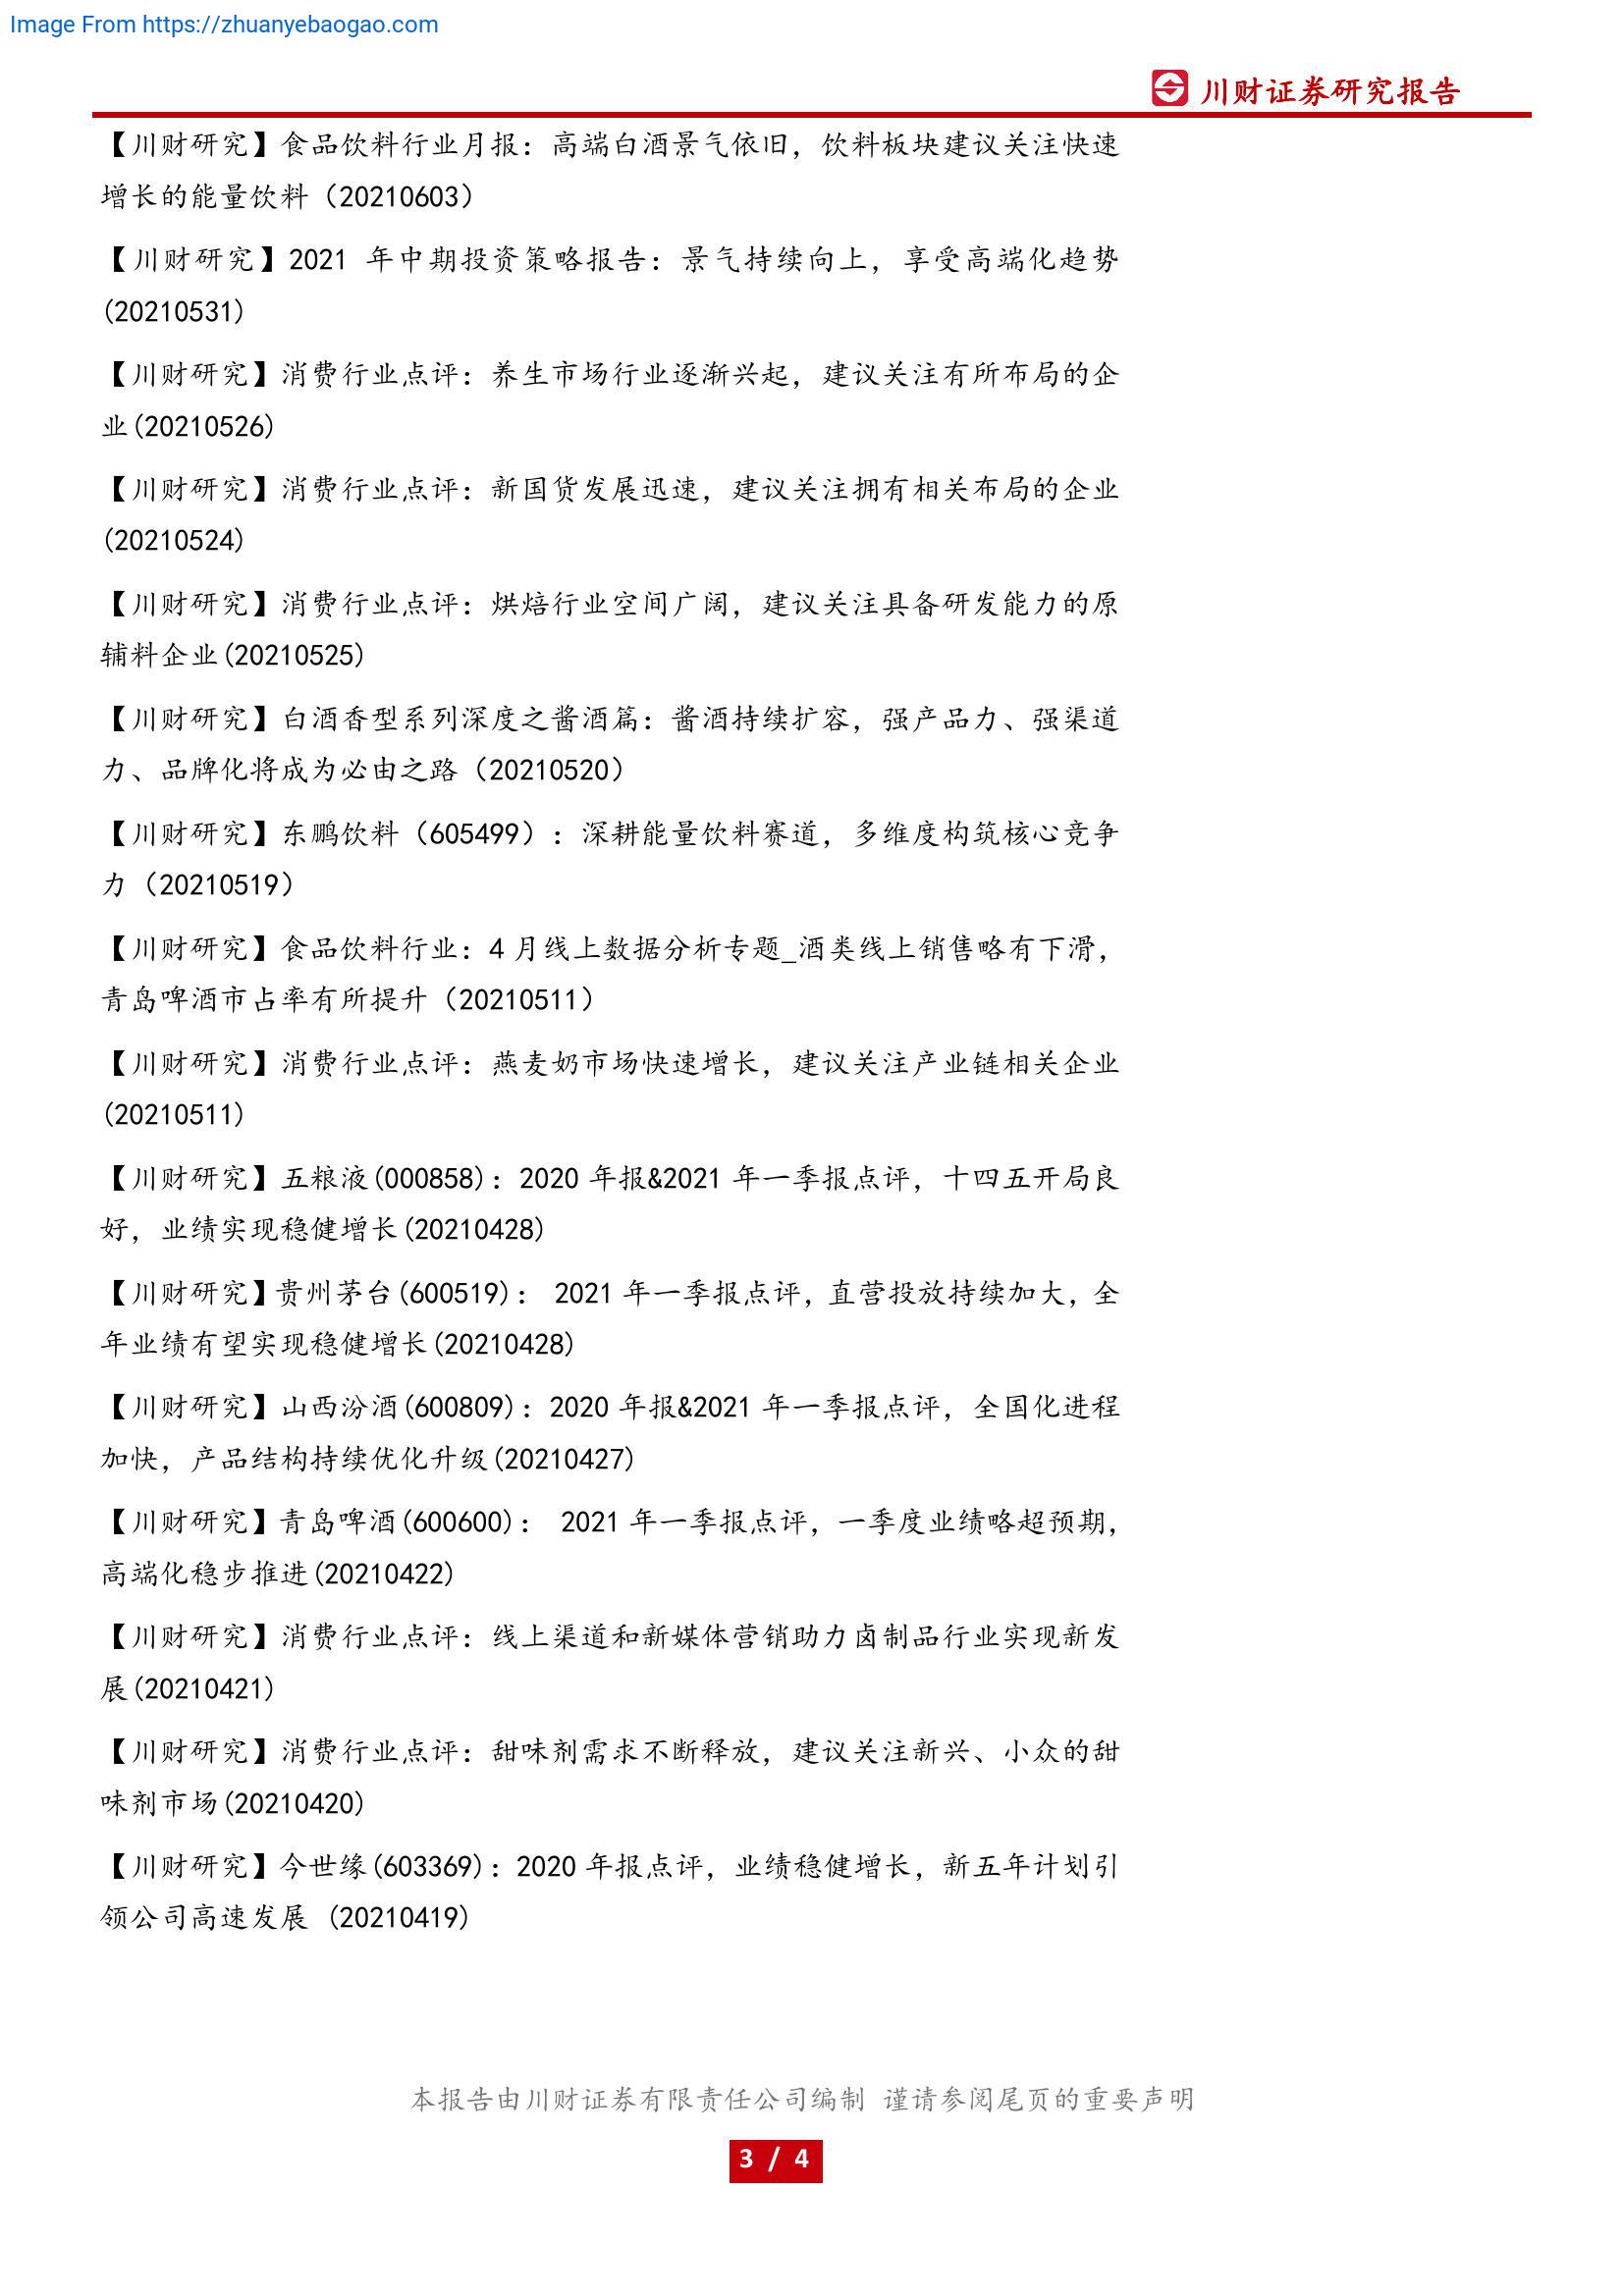 Image From https://zhuanyebaogao.com
川财证券研究报告
【川财研究】食品饮料行业月报：高端白酒景气依旧，饮料板块建议关注快速
增长的能量饮料（20210603）
【川财研究】2021 年中期投资策略报告：景气持续向上，享受高端化趋势
(20210531)
【川财研究】消费行业点评：养生市场行业逐渐兴起，建议关注有所布局的企
业(20210526)
【川财研究】消费行业点评：新国货发展迅速，建议关注拥有相关布局的企业
(20210524)
【川财研究】消费行业点评：烘焙行业空间广阔，建议关注具备研发能力的原
辅料企业(20210525)
【川财研究】白酒香型系列深度之酱酒篇：酱酒持续扩容，强产品力、强渠道
力、品牌化将成为必由之路（20210520）
【川财研究】东鹏饮料（605499）：深耕能量饮料赛道，多维度构筑核心竞争
力（20210519）
【川财研究】食品饮料行业：4 月线上数据分析专题_酒类线上销售略有下滑，
青岛啤酒市占率有所提升（20210511）
【川财研究】消费行业点评：燕麦奶市场快速增长，建议关注产业链相关企业
(20210511)
【川财研究】五粮液(000858)：2020 年报&2021 年一季报点评，十四五开局良
好，业绩实现稳健增长(20210428)
【川财研究】贵州茅台(600519)： 2021 年一季报点评，直营投放持续加大，全
年业绩有望实现稳健增长(20210428)
【川财研究】山西汾酒(600809)：2020 年报&2021 年一季报点评，全国化进程
加快，产品结构持续优化升级(20210427)
【川财研究】青岛啤酒(600600)： 2021 年一季报点评，一季度业绩略超预期，
高端化稳步推进(20210422)
【川财研究】消费行业点评：线上渠道和新媒体营销助力卤制品行业实现新发
展(20210421)
【川财研究】消费行业点评：甜味剂需求不断释放，建议关注新兴、小众的甜
味剂市场(20210420)
【川财研究】今世缘(603369)：2020 年报点评，业绩稳健增长，新五年计划引
领公司高速发展 (20210419)
本报告由川财证券有限责任公司编制 谨请参阅尾页的重要声明
3 / 4